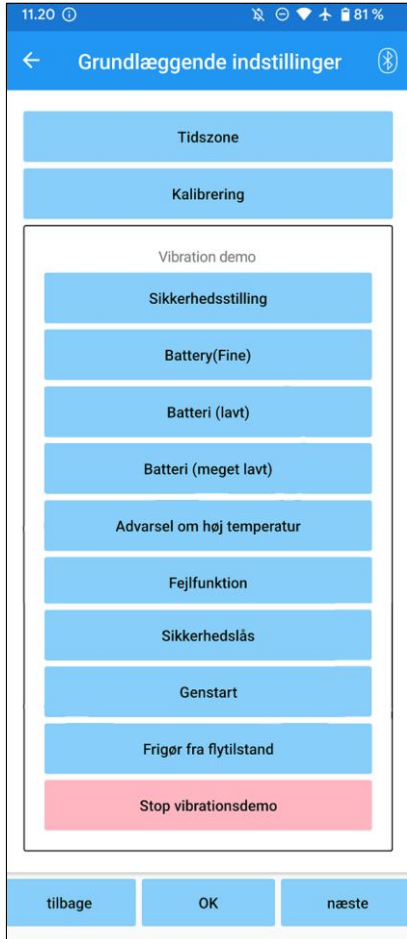 11.20
81 %
Grundlæggende indstillinger
Tidszone
Kalibrering
Vibration demo
Sikkerhedsstilling
Battery(Fine)
Batteri (lavt)
Batteri (meget lavt)
Advarsel om høj temperatur
Fejlfunktion
Sikkerhedslås
Genstart
Frigør fra flytilstand
Stop vibrationsdemo
tilbage OK næste